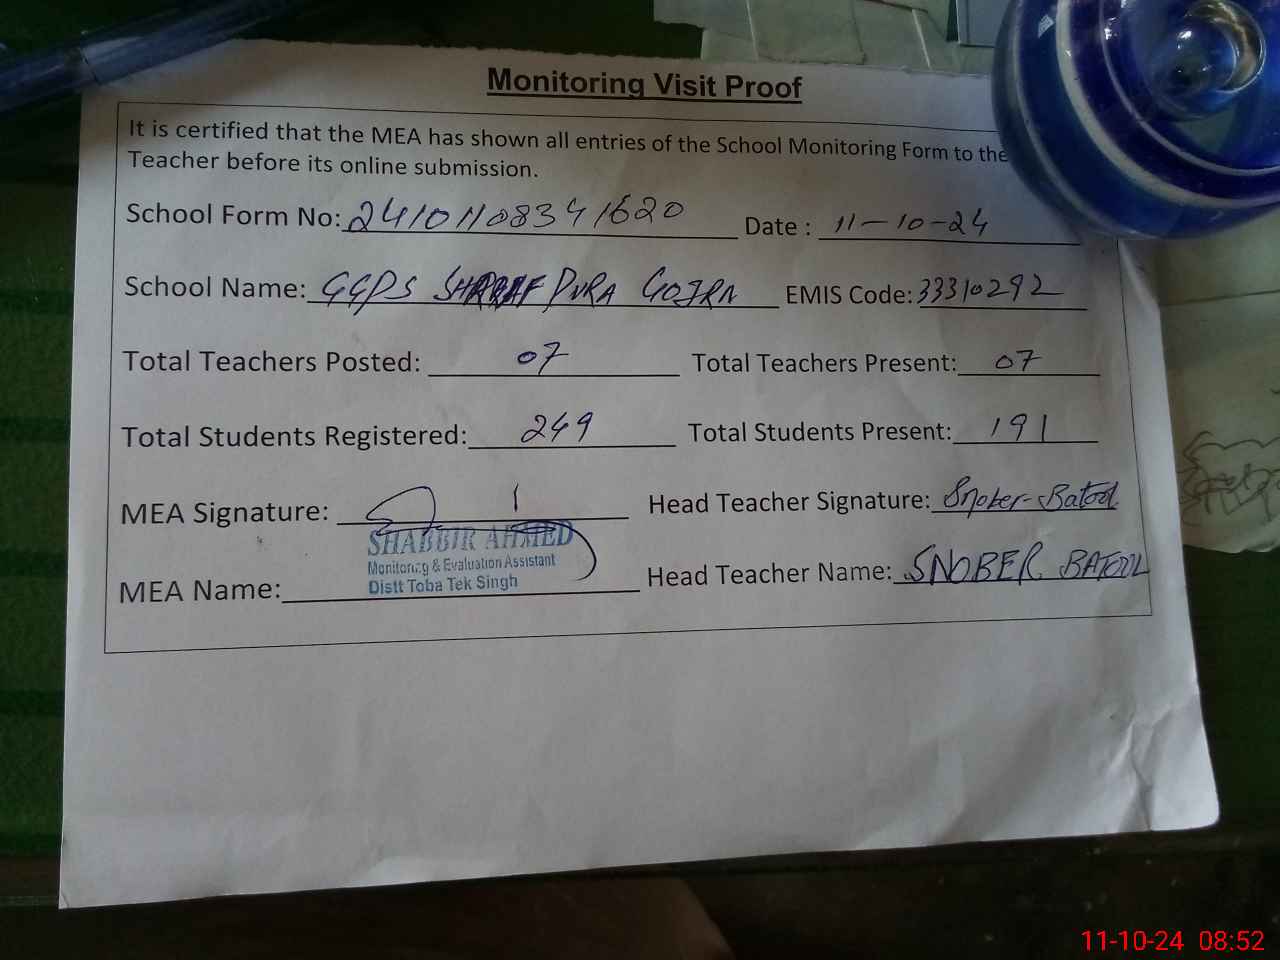 Monitoring Visit Proof
It is certified that the MEA has shown all entries of the School Monitoring Form to the
Teacher before its online submission.
School Form No: 24101108341620 Date : 11-10-24
School Name: GGPS SHARAF PURA GOJRA EMIS Code: 33310292
Total Teachers Posted: 07 Total Teachers Present: 07
Total Students Registered: 249 Total Students Present: 191
MEA Signature: Head Teacher Signature: Snober Batool
SHABBIR AHMED
Monitoring & Evaluation Assistant
Distt Toba Tek Singh
MEA Name: Head Teacher Name: SNOBER BATOOL
11-10-24 08:52